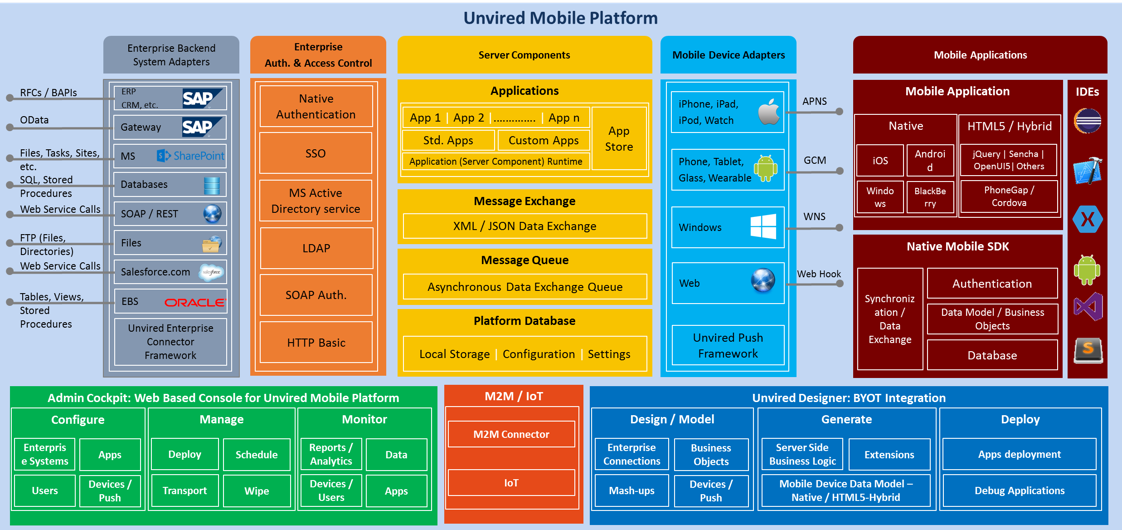 Unvired Mobile Platform
Enterprise Backend
System Adapters
RFCs / BAPIs
ERP
CRM, etc.
SAP
OData
Gateway
SAP
Files, Tasks, Sites,
etc.
MS
SharePoint
SQL, Stored
Procedures
Databases
Web Service Calls
SOAP / REST
FTP (Files,
Directories)
Files
Web Service Calls
Salesforce.com
salesforce
Tables, Views,
Stored
Procedures
EBS
ORACLE
Unvired Enterprise
Connector
Framework
Enterprise
Auth. & Access Control
Native
Authentication
SSO
MS Active
Directory service
LDAP
SOAP Auth.
HTTP Basic
Server Components
Applications
App 1
App 2
.............
App n
Std. Apps
Custom Apps
Application (Server Component) Runtime
App
Store
Message Exchange
XML / JSON Data Exchange
Message Queue
Asynchronous Data Exchange Queue
Platform Database
Local Storage | Configuration | Settings
Mobile Device Adapters
iPhone, iPad,
iPod, Watch
APNS
Phone, Tablet,
Glass, Wearable
GCM
Windows
WNS
Web
Web Hook
Unvired Push
Framework
Mobile Applications
Mobile Application
Native
iOS
Androi
d
Windo
ws
BlackBe
rry
HTML5 / Hybrid
jQuery | Sencha |
OpenUI5| Others
PhoneGap /
Cordova
Native Mobile SDK
Synchroniz
ation /
Data
Exchange
Authentication
Data Model / Business
Objects
Database
IDEs
S
Admin Cockpit: Web Based Console for Unvired Mobile Platform
Configure
Enterpris
e Systems
Apps
Users
Devices /
Push
Manage
Deploy
Schedule
Transport
Wipe
Monitor
Reports /
Analytics
Data
Devices /
Users
Apps
M2M / IoT
M2M Connector
IoT
Unvired Designer: BYOT Integration
Design / Model
Enterprise
Connections
Business
Objects
Mash-ups
Devices /
Push
Generate
Server Side
Business Logic
Extensions
Mobile Device Data Model –
Native / HTML5-Hybrid
Deploy
Apps deployment
Debug Applications